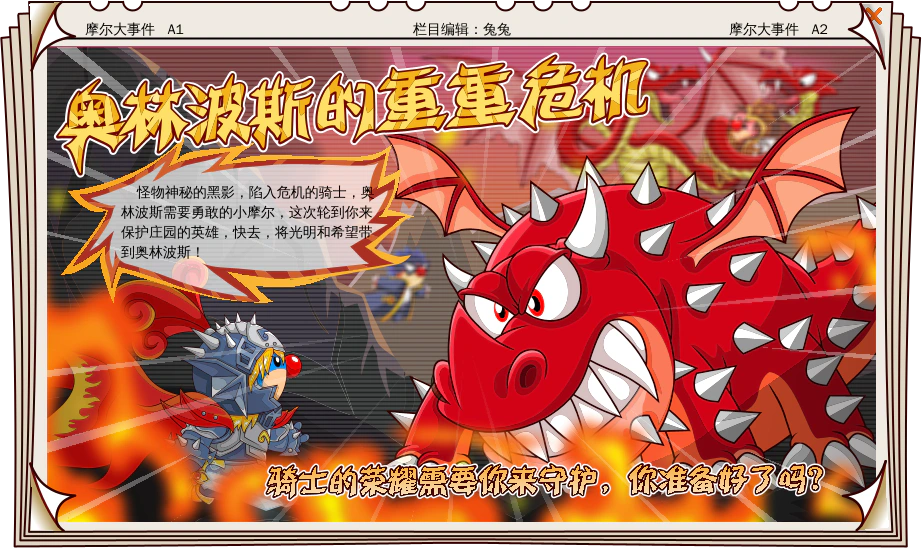 摩尔大事件 A1
栏目编辑：兔兔
摩尔大事件 A2
奥林波斯的重重危机
怪物神秘的黑影，陷入危机的骑士，奥
林波斯需要勇敢的小摩尔，这次轮到你来
保护庄园的英雄，快去，将光明和希望带
到奥林波斯！
骑士的荣耀需要你来守护，你准备好了吗？